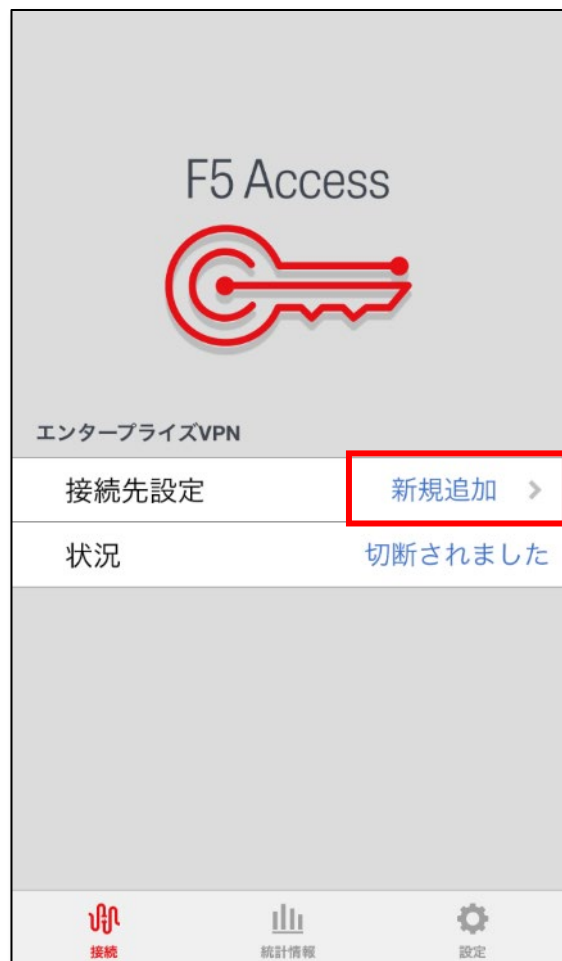 F5 Access
エンタープライズVPN
接続先設定 新規追加
状況 切断されました
接続 統計情報 設定